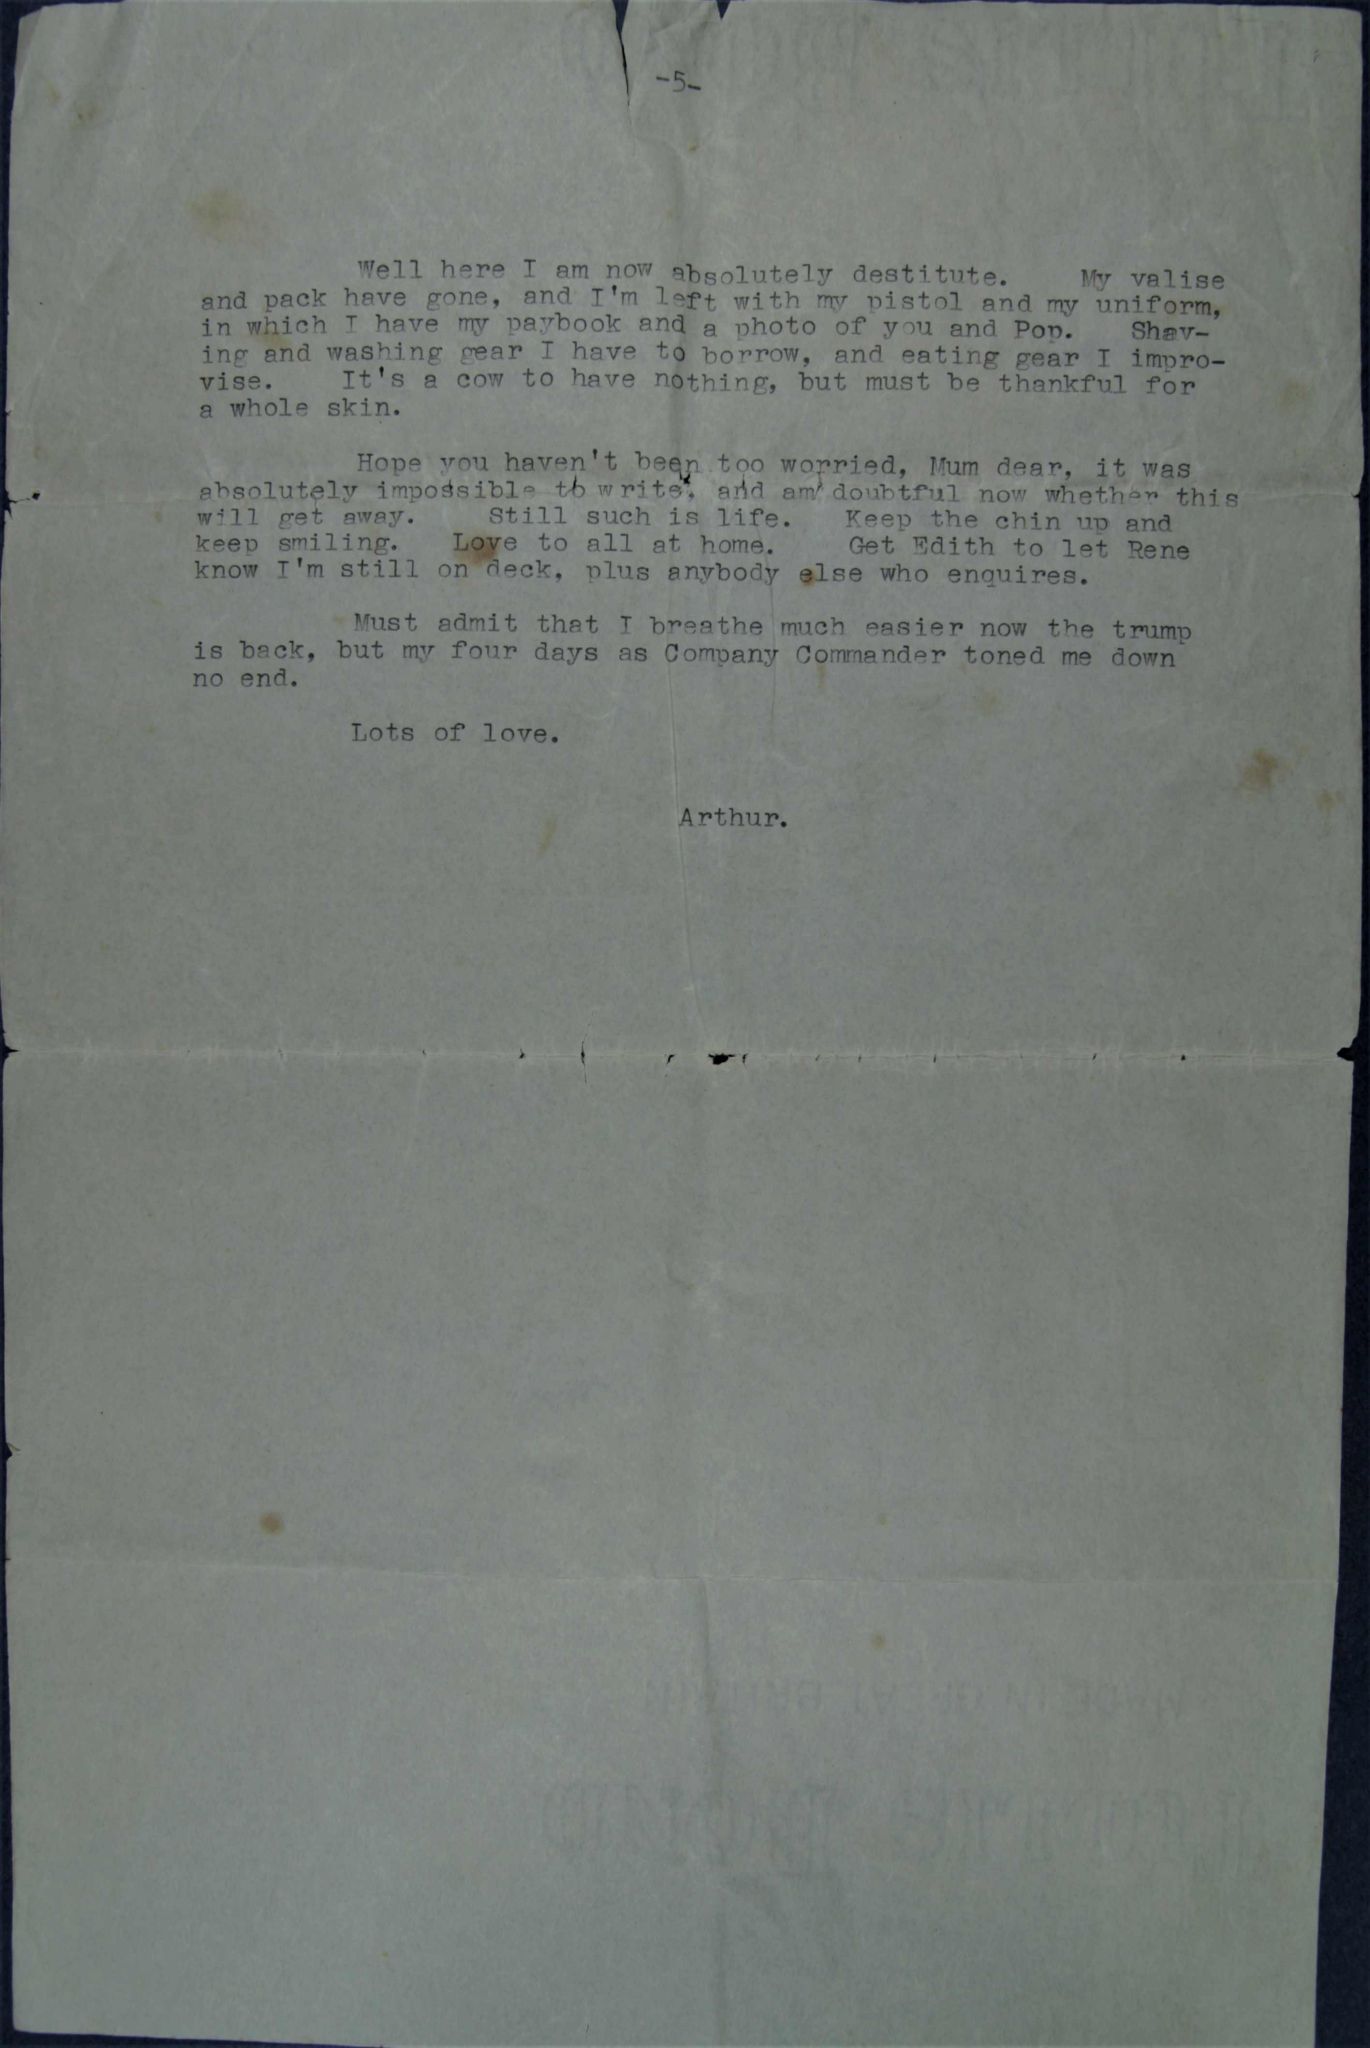 -5-
Well here I am now absolutely destitute. My valise
and pack have gone, and I'm left with my pistol and my uniform,
in which I have my paybook and a photo of you and Pop. Shav-
ing and washing gear I have to borrow, and eating gear I impro-
vise. It's a cow to have nothing, but must be thankful for
a whole skin.
Hope you haven't been too worried, Mum dear, it was
absolutely impossible to write, and am doubtful now whether this
will get away. Still such is life. Keep the chin up and
keep smiling. Love to all at home. Get Edith to let Rene
know I'm still on deck, plus anybody else who enquires.
Must admit that I breathe much easier now the trump
is back, but my four days as Company Commander toned me down
no end.
Lots of love.
Arthur.
MADE IN GREAT BRITAIN